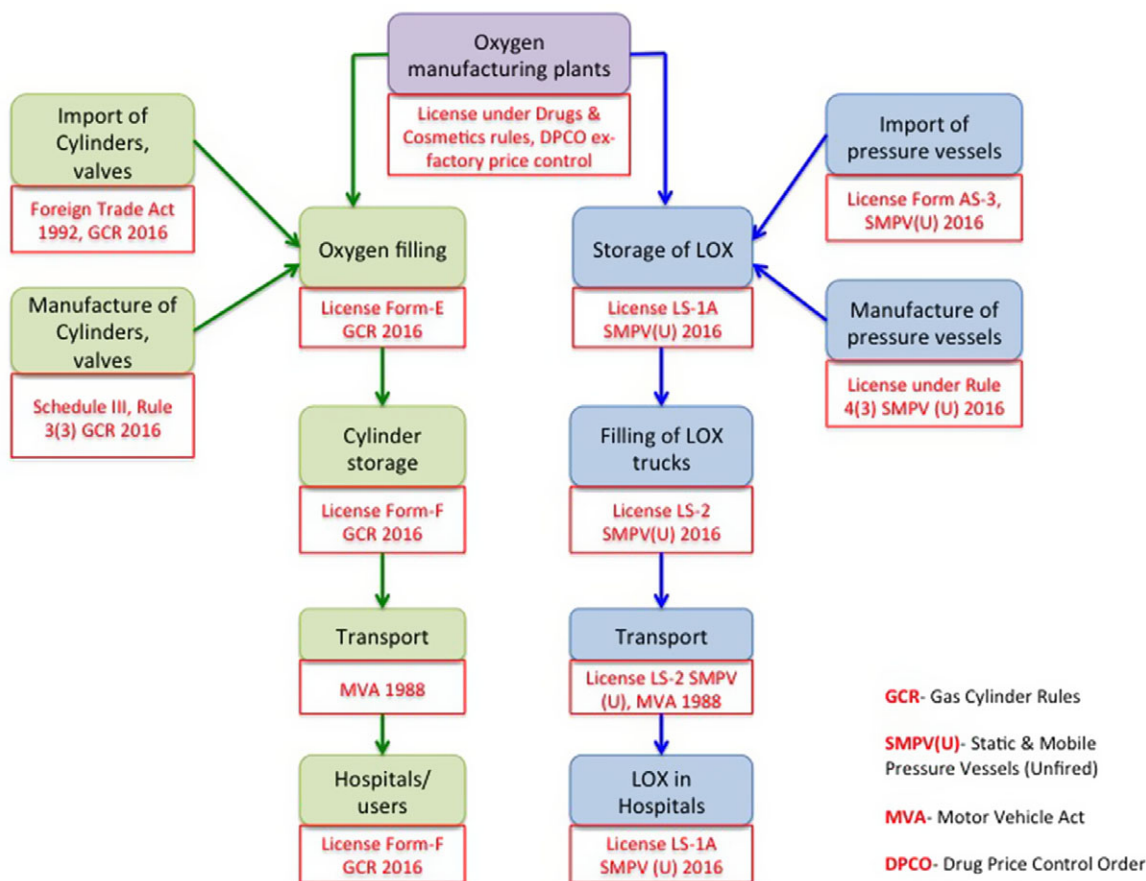 Oxygen
manufacturing plants
License under Drugs &
Cosmetics rules, DPCO ex-
factory price control
Import of
Cylinders,
valves
Foreign Trade Act
1992, GCR 2016
Manufacture of
Cylinders,
valves
Schedule III, Rule
3(3) GCR 2016
Oxygen filling
License Form-E
GCR 2016
Cylinder
storage
License Form-F
GCR 2016
Transport
MVA 1988
Hospitals/
users
License Form-F
GCR 2016
Storage of LOX
License LS-1A
SMPV(U) 2016
Filling of LOX
trucks
License LS-2
SMPV(U) 2016
Transport
License LS-2 SMPV
(U), MVA 1988
LOX in
Hospitals
License LS-1A
SMPV (U) 2016
Import of
pressure vessels
License Form AS-3,
SMPV(U) 2016
Manufacture of
pressure vessels
License under Rule
4(3) SMPV (U) 2016
GCR- Gas Cylinder Rules
SMPV(U)- Static & Mobile
Pressure Vessels (Unfired)
MVA- Motor Vehicle Act
DPCO- Drug Price Control Order